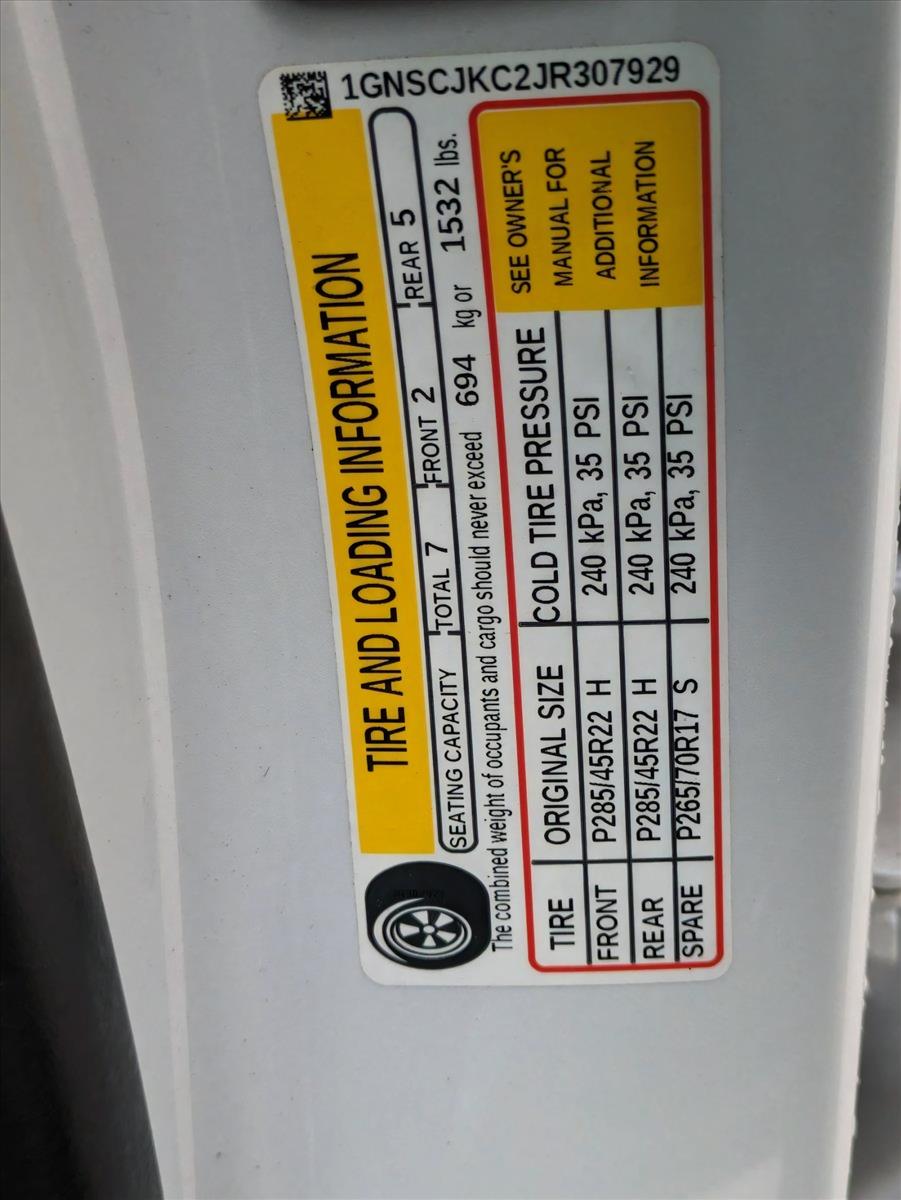 1GNSCJKC2JR307929
TIRE AND LOADING INFORMATION
SEATING CAPACITY TOTAL 7 FRONT 2 REAR 5
The combined weight of occupants and cargo should never exceed 694 kg or 1532 lbs.
TIRE ORIGINAL SIZE COLD TIRE PRESSURE
FRONT P285/45R22 H 240 kPa, 35 PSI
REAR P285/45R22 H 240 kPa, 35 PSI
SPARE P265/70R17 S 240 kPa, 35 PSI
SEE OWNER'S
MANUAL FOR
ADDITIONAL
INFORMATION